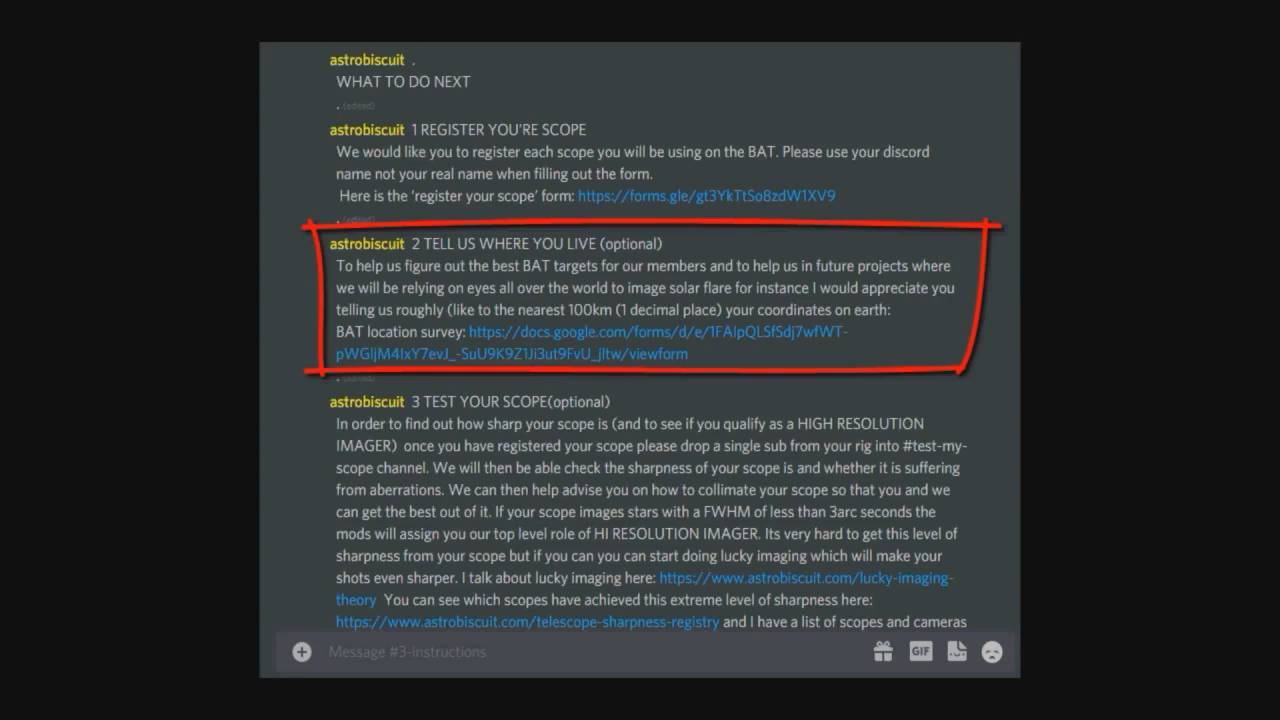 astrobiscuit .
WHAT TO DO NEXT
. (edited)
astrobiscuit 1 REGISTER YOU'RE SCOPE
We would like you to register each scope you will be using on the BAT. Please use your discord
name not your real name when filling out the form.
Here is the 'register your scope' form: https://forms.gle/gt3YkTtSo8zdW1XV9
. (edited)
astrobiscuit 2 TELL US WHERE YOU LIVE (optional)
To help us figure out the best BAT targets for our members and to help us in future projects where
we will be relying on eyes all over the world to image solar flare for instance I would appreciate you
telling us roughly (like to the nearest 100km (1 decimal place) your coordinates on earth:
BAT location survey: https://docs.google.com/forms/d/e/1FAIpQLSfSdj7wfWT-
pWGljM4IxY7evJ_-SuU9K9Z1Ji3ut9FvU_jltw/viewform
. (edited)
astrobiscuit 3 TEST YOUR SCOPE(optional)
In order to find out how sharp your scope is (and to see if you qualify as a HIGH RESOLUTION
IMAGER) once you have registered your scope please drop a single sub from your rig into #test-my-
scope channel. We will then be able check the sharpness of your scope is and whether it is suffering
from aberrations. We can then help advise you on how to collimate your scope so that you and we
can get the best out of it. If your scope images stars with a FWHM of less than 3arc seconds the
mods will assign you our top level role of HI RESOLUTION IMAGER. Its very hard to get this level of
sharpness from your scope but if you can you can start doing lucky imaging which will make your
shots even sharper. I talk about lucky imaging here: https://www.astrobiscuit.com/lucky-imaging-
theory You can see which scopes have achieved this extreme level of sharpness here:
https://www.astrobiscuit.com/telescope-sharpness-registry and I have a list of scopes and cameras
Message #3-instructions
GIF